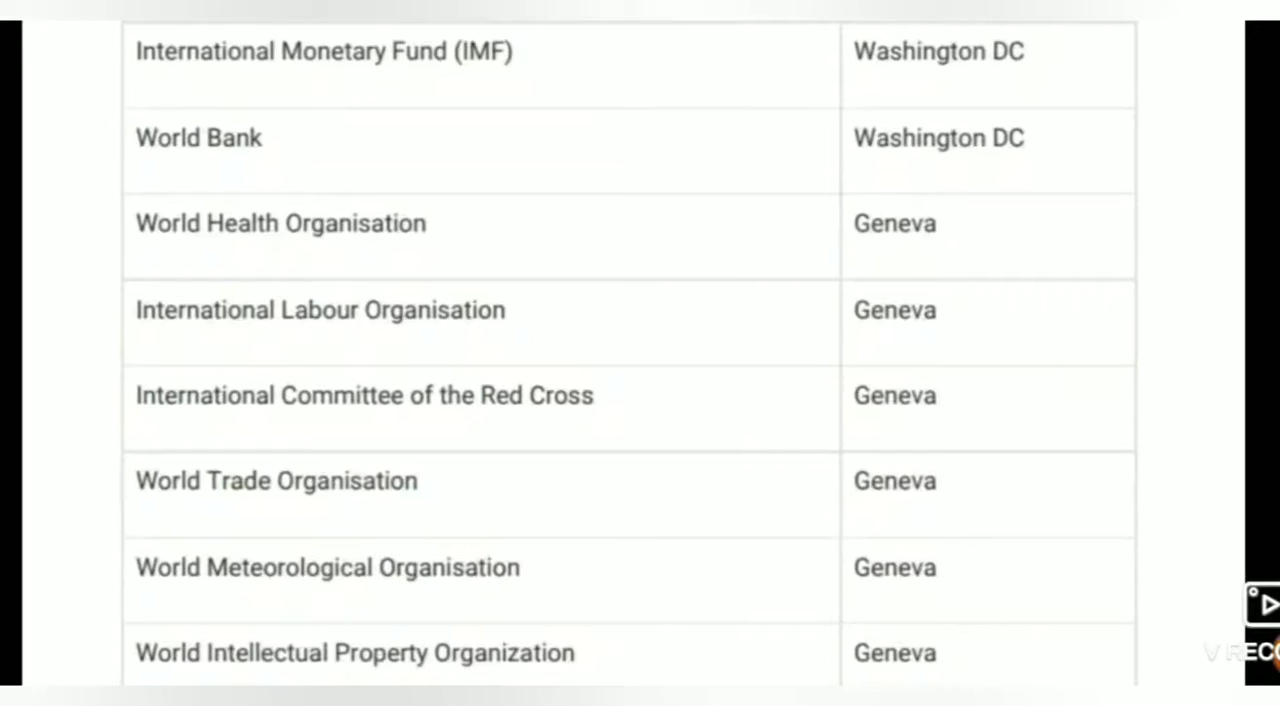 International Monetary Fund (IMF) Washington DC
World Bank Washington DC
World Health Organisation Geneva
International Labour Organisation Geneva
International Committee of the Red Cross Geneva
World Trade Organisation Geneva
World Meteorological Organisation Geneva
World Intellectual Property Organization Geneva
V REC